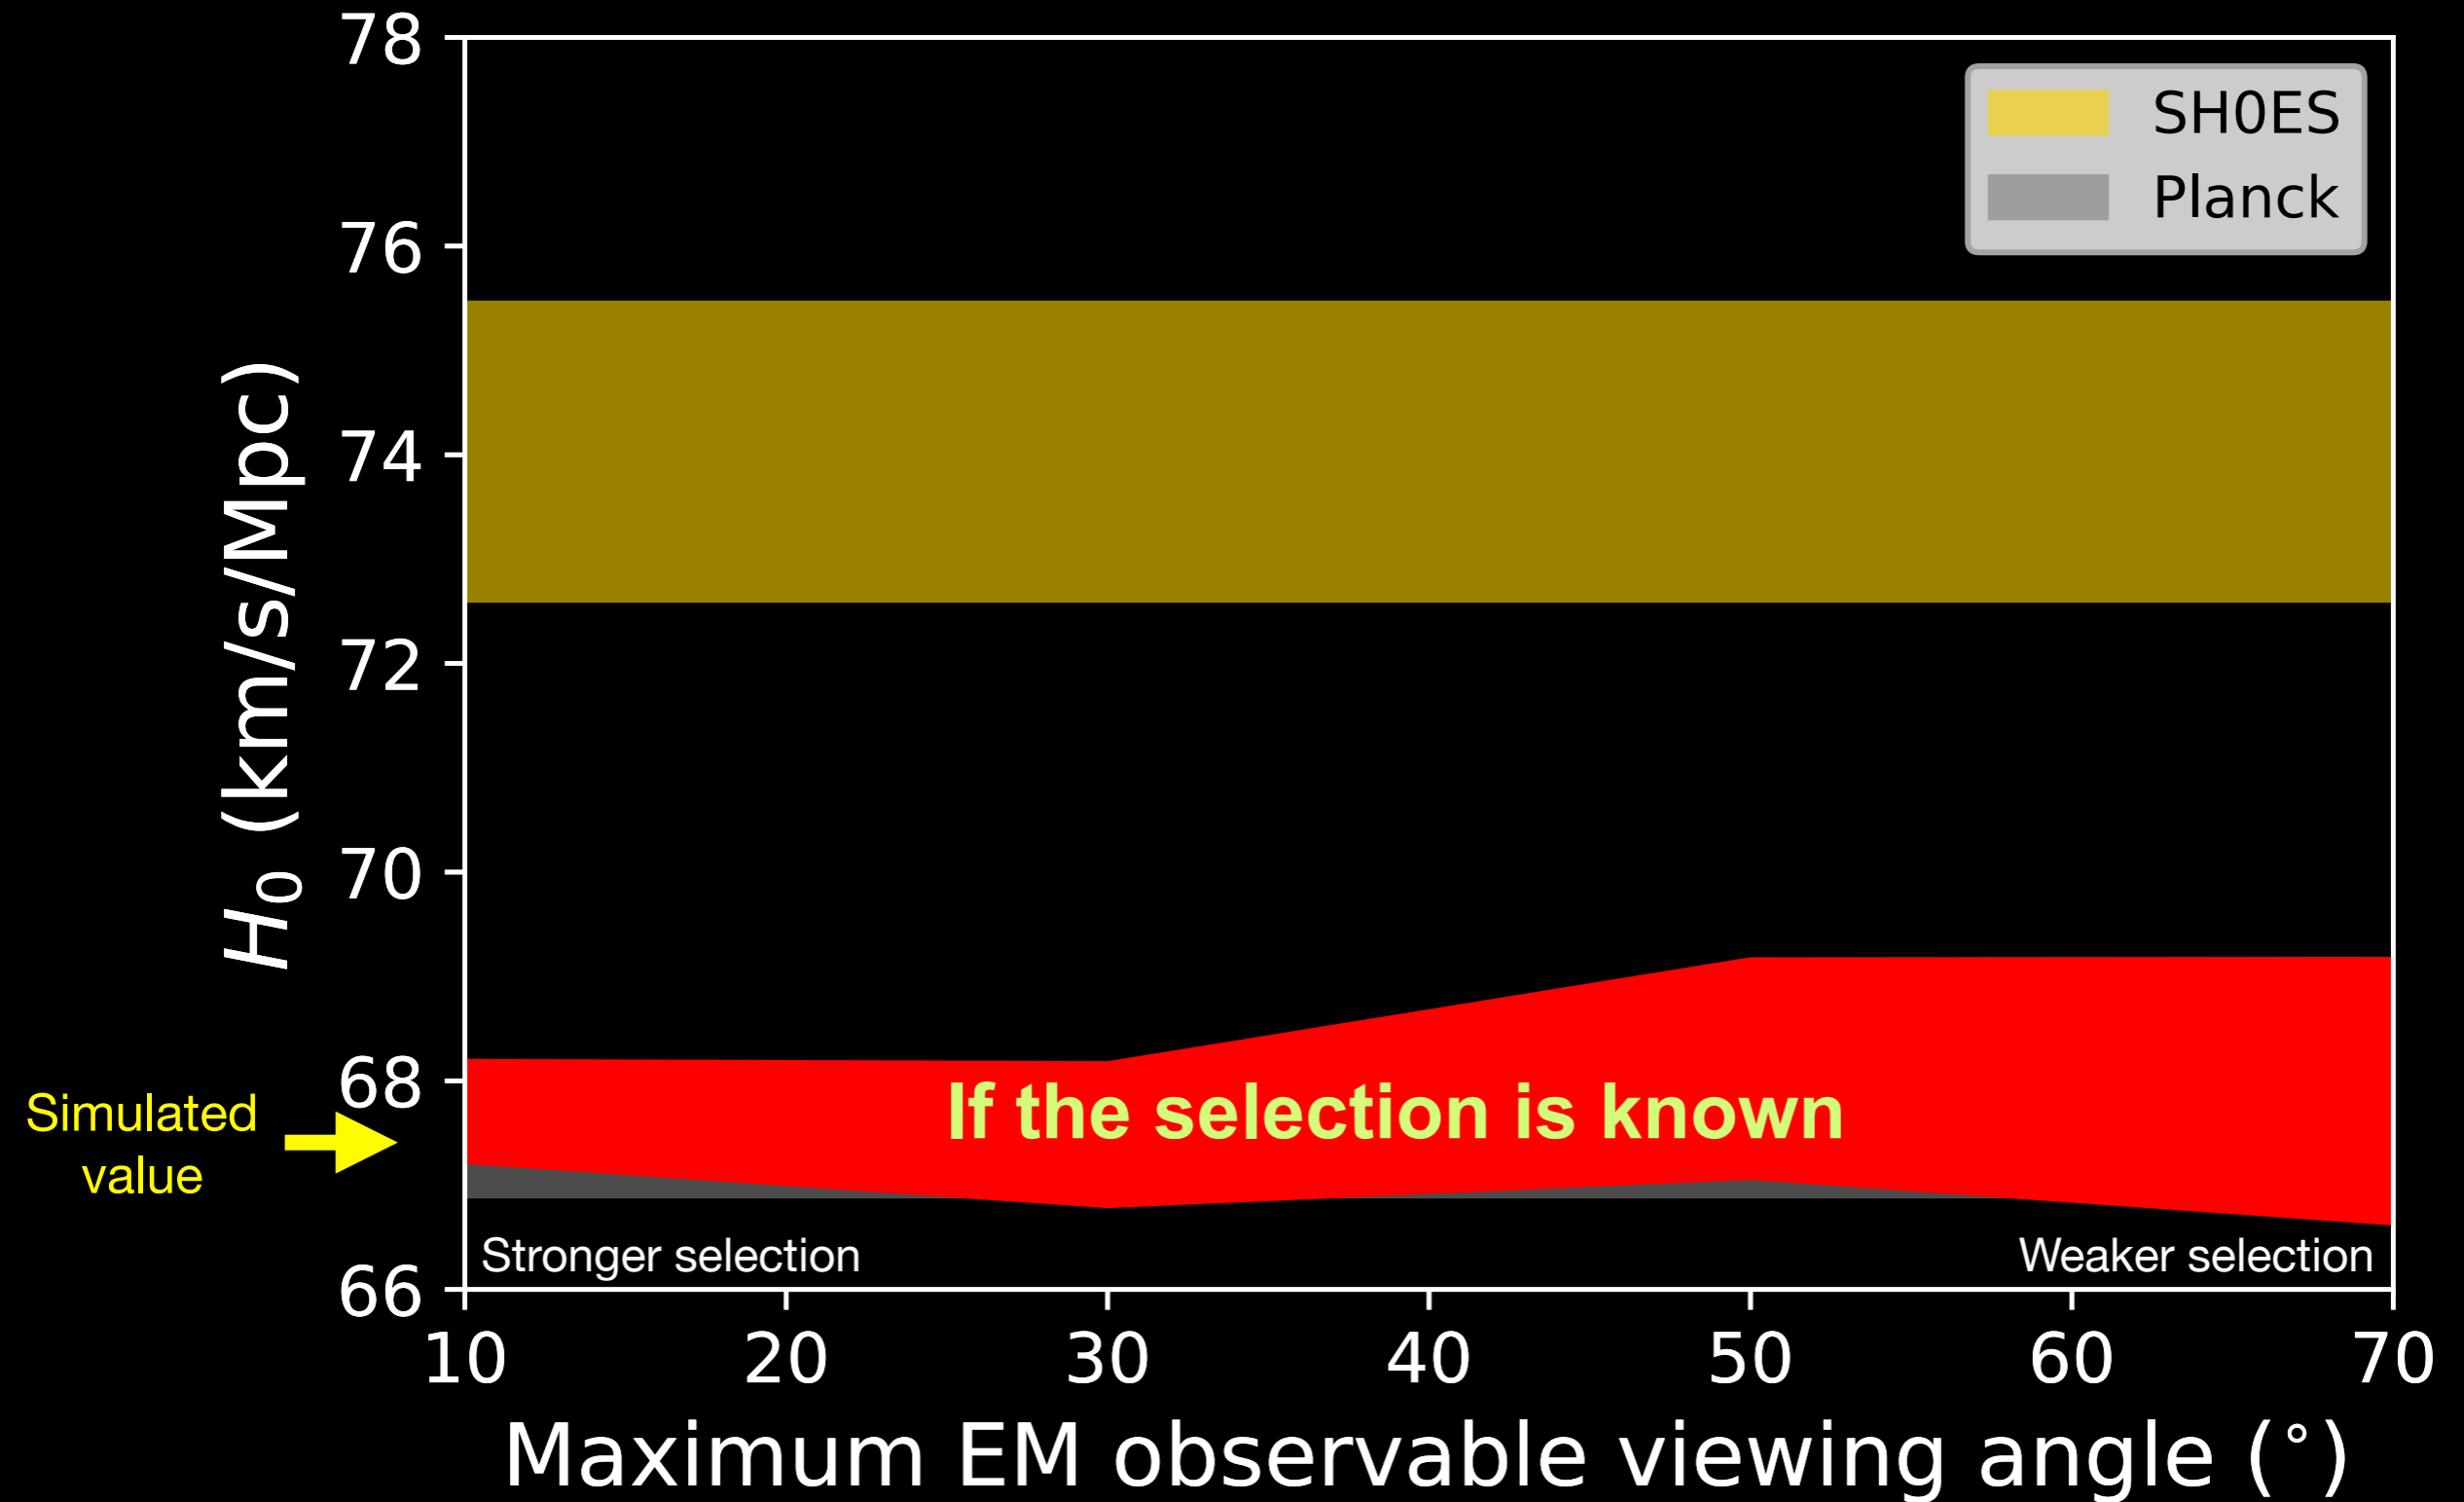 78
76
74
72
70
68
66
H0 (km/s/Mpc)
SH0ES
Planck
If the selection is known
Simulated
value
Stronger selection
Weaker selection
10 20 30 40 50 60 70
Maximum EM observable viewing angle (°)